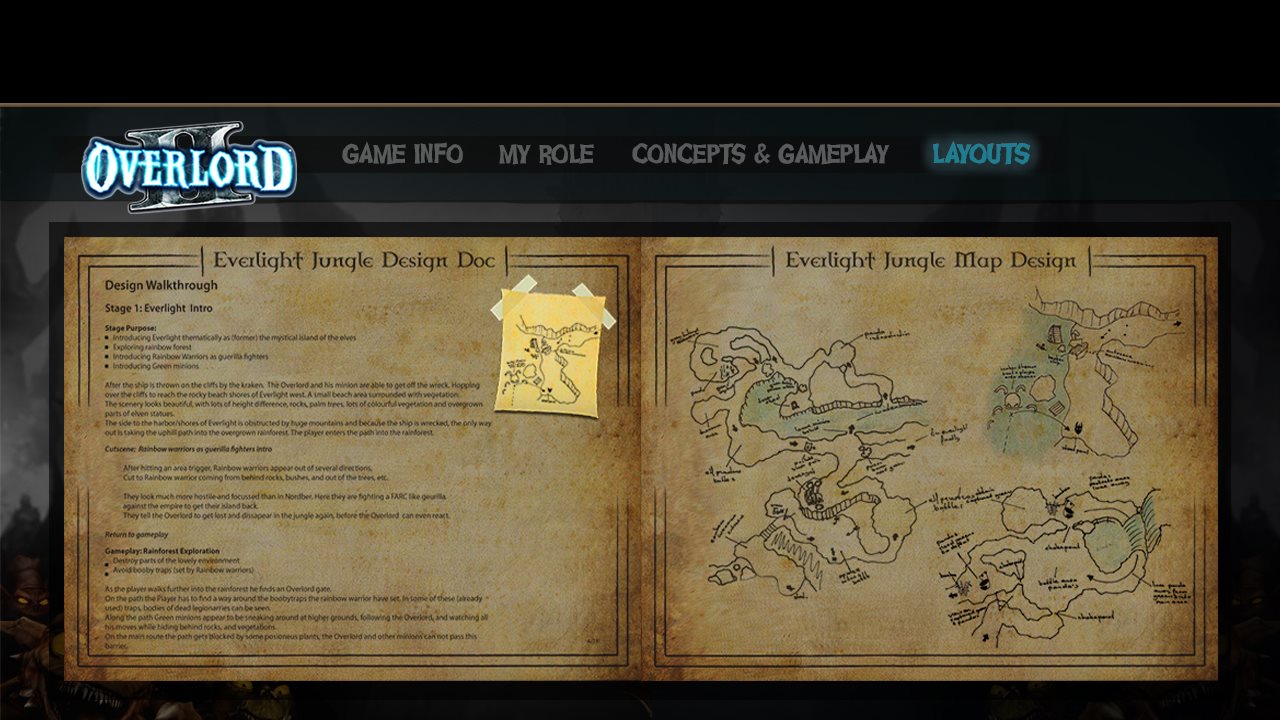 OVERLORD II
GAME INFO MY ROLE CONCEPTS & GAMEPLAY LAYOUTS
Everlight Jungle Design Doc
Design Walkthrough
Stage 1: Everlight Intro
Stage Purpose:
Introducing Everlight thematically as (former) the mystical island of the elves
Exploring rainbow forest
Introducing Rainbow Warriors as guerilla fighters
Introducing Green minions
After the ship is thrown on the cliffs by the kraken. The Overlord and his minion are able to get off the wreck. Hopping
over the cliffs to reach the rocky beach shores of Everlight west. A small beach area surrounded with vegetation.
The scenery looks beautiful, with lots of height difference, rocks, palm trees, lots of colourful vegetation and overgrown
parts of elven statues.
The side to the harbor/shores of Everlight is obstructed by huge mountains and because the ship is wrecked, the only way
out is taking the uphill path into the overgrown rainforest. The player enters the path into the rainforest.
Cutscene: Rainbow warriors as guerilla fighters intro
After hitting an area trigger, Rainbow warriors appear out of several directions.
Cut to Rainbow warrior coming from behind rocks, bushes, and out of the trees, etc.
They look much more hostile and focussed than in Nordber. Here they are fighting a FARC like geurilla.
against the empire to get their island back.
They tell the Overlord to get lost and dissapear in the jungle again, before the Overlord can even react.
Return to gameplay
Gameplay: Rainforest Exploration
Destroy parts of the lovely environment
Avoid booby traps (set by Rainbow warriors)
As the player walks further into the rainforest he finds an Overlord gate.
On the path the Player has to find a way around the boobytraps the rainbow warrior have set. In some of these (already
used) traps, bodies of dead legionarries can be seen.
Along the path Green minions appear to be sneaking around at higher grounds, following the Overlord, and watching all
his moves while hiding behind rocks, and vegetations.
On the main route the path gets blocked by some posioneus plants, the Overlord and other minions can not pass this
barrier.
Everlight Jungle Map Design